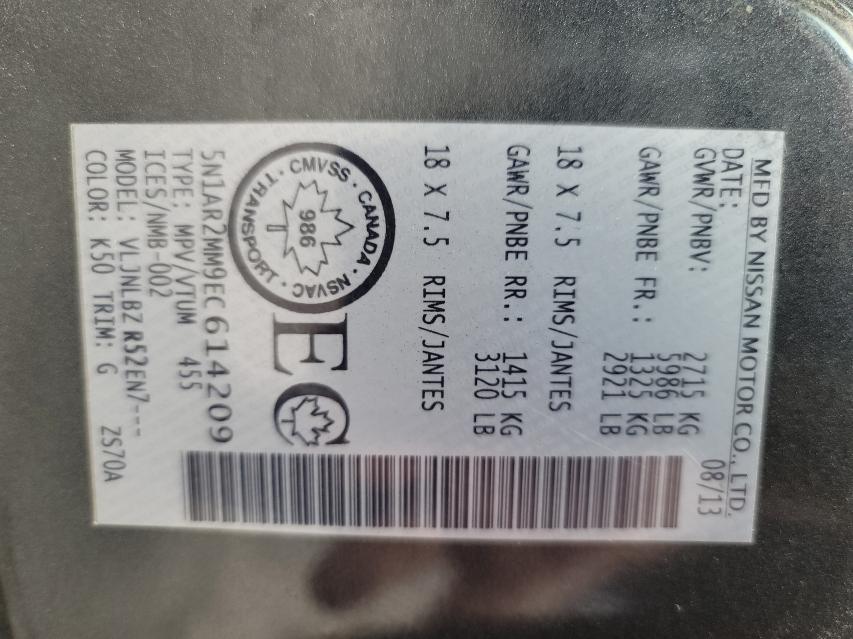 MFD BY NISSAN MOTOR CO., LTD.
DATE: 08/13
GVWR/PNBV: 2715 KG
5986 LB
GAWR/PNBE FR.: 1325 KG
2921 LB
18 X 7.5 RIMS/JANTES
GAWR/PNBE RR.: 1415 KG
3120 LB
18 X 7.5 RIMS/JANTES
CMVSS · CANADA · NSVAC · TRANSPORT ·
986
EC
5N1AR2MM9EC614209
TYPE: MPV/VTUM 455
ICES/NMB-002
MODEL: VLJNLBZ R52EN7---
COLOR: K50 TRIM: G ZS70A